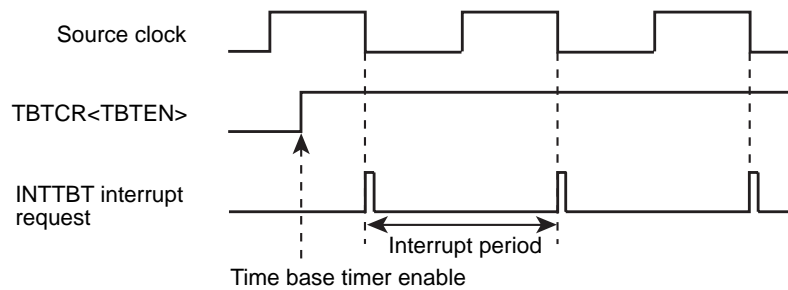 Source clock
TBTCR<TBTEN>
INTTBT interrupt
request
Interrupt period
Time base timer enable